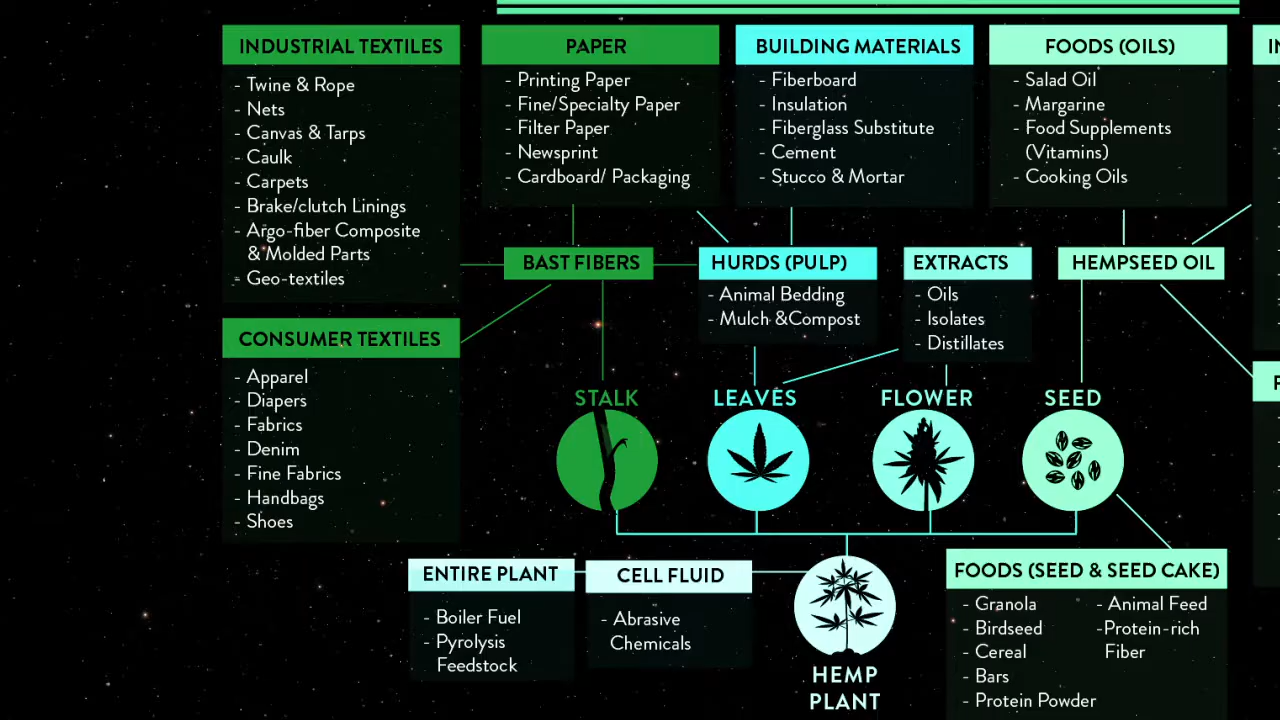 INDUSTRIAL TEXTILES
- Twine & Rope
- Nets
- Canvas & Tarps
- Caulk
- Carpets
- Brake/clutch Linings
- Argo-fiber Composite
& Molded Parts
- Geo-textiles
PAPER
- Printing Paper
- Fine/Specialty Paper
- Filter Paper
- Newsprint
- Cardboard/ Packaging
BUILDING MATERIALS
- Fiberboard
- Insulation
- Fiberglass Substitute
- Cement
- Stucco & Mortar
FOODS (OILS)
- Salad Oil
- Margarine
- Food Supplements
(Vitamins)
- Cooking Oils
BAST FIBERS
HURDS (PULP)
- Animal Bedding
- Mulch &Compost
EXTRACTS
- Oils
- Isolates
- Distillates
HEMPSEED OIL
CONSUMER TEXTILES
- Apparel
- Diapers
- Fabrics
- Denim
- Fine Fabrics
- Handbags
- Shoes
STALK
LEAVES
FLOWER
SEED
ENTIRE PLANT
- Boiler Fuel
- Pyrolysis
Feedstock
CELL FLUID
- Abrasive
Chemicals
HEMP
PLANT
FOODS (SEED & SEED CAKE)
- Granola
- Birdseed
- Cereal
- Bars
- Protein Powder
- Animal Feed
-Protein-rich
Fiber